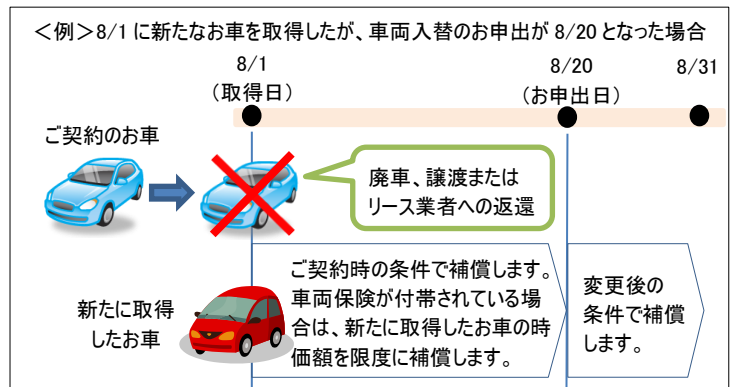 ＜例＞8/1に新たなお車を取得したが、車両入替のお申出が8/20となった場合
8/1
（取得日）
8/20
（お申出日）
8/31
ご契約のお車
廃車、譲渡または
リース業者への返還
新たに取得
したお車
ご契約時の条件で補償します。
車両保険が付帯されている場
合は、新たに取得したお車の時
価額を限度に補償します。
変更後の
条件で補償
します。